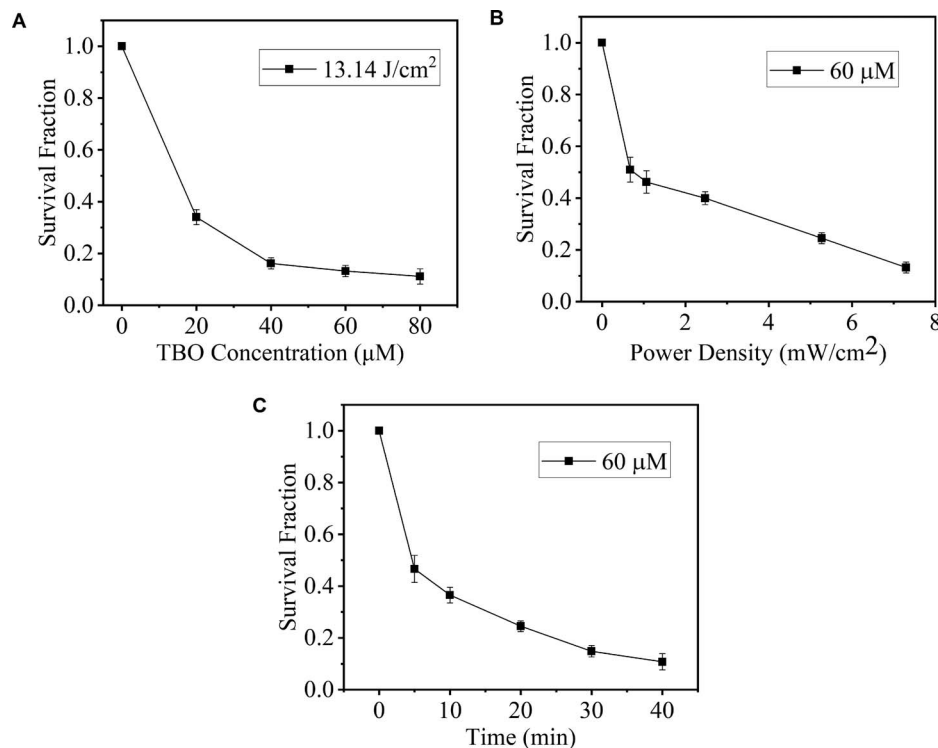 A
1.0
0.8
0.6
0.4
0.2
0.0
Survival Fraction
13.14 J/cm²
0 20 40 60 80
TBO Concentration (μM)
B
1.0
0.8
0.6
0.4
0.2
0.0
Survival Fraction
60 μM
0 2 4 6 8
Power Density (mW/cm²)
C
1.0
0.8
0.6
0.4
0.2
0.0
Survival Fraction
60 μM
0 10 20 30 40
Time (min)